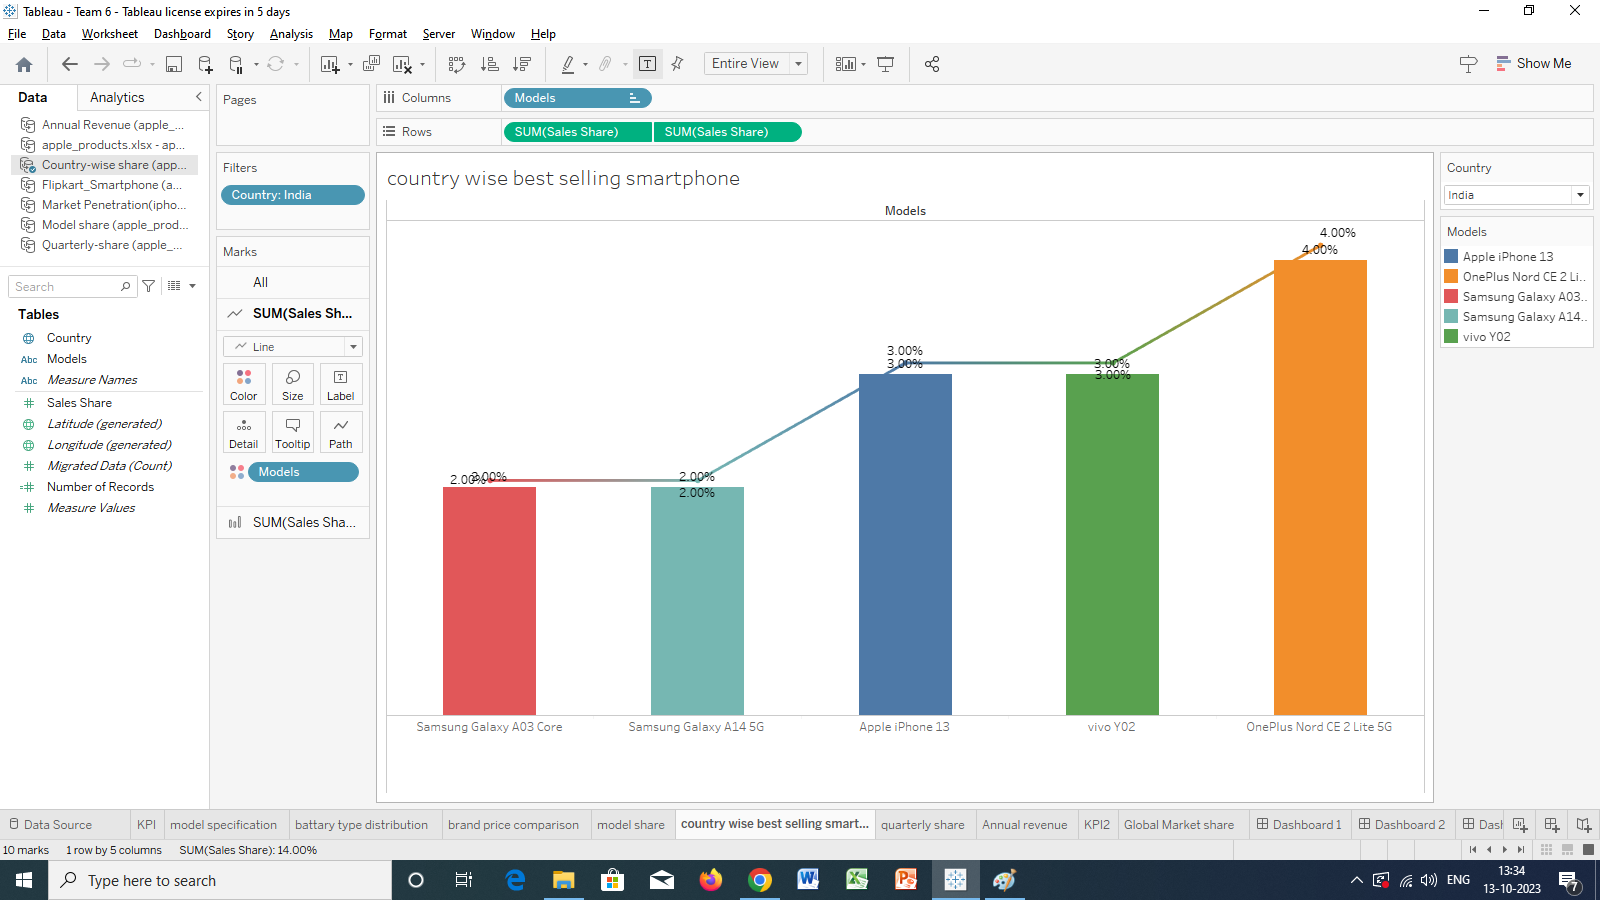 Tableau - Team 6 - Tableau license expires in 5 days
File Data Worksheet Dashboard Story Analysis Map Format Server Window Help
Entire View
Show Me
Data Analytics
Annual Revenue (apple_...
apple_products.xlsx - ap...
Country-wise share (app...
Flipkart_Smartphone (a...
Market Penetration(ipho...
Model share (apple_prod...
Quarterly-share (apple_...
Search
Tables
Country
Abc Models
Abc Measure Names
Sales Share
Latitude (generated)
Longitude (generated)
Migrated Data (Count)
Number of Records
Measure Values
Pages
Filters
Country: India
Marks
All
SUM(Sales Sh...
Line
Color Size Label
Detail Tooltip Path
Models
SUM(Sales Sha...
Columns Models
Rows SUM(Sales Share) SUM(Sales Share)
country wise best selling smartphone
Models
4.00%
4.00%
3.00%
3.00%
3.00%
3.00%
2.00%
2.00%
2.00%
2.00%
Samsung Galaxy A03 Core Samsung Galaxy A14 5G Apple iPhone 13 vivo Y02 OnePlus Nord CE 2 Lite 5G
Country
India
Models
Apple iPhone 13
OnePlus Nord CE 2 Li..
Samsung Galaxy A03..
Samsung Galaxy A14..
vivo Y02
Data Source KPI model specification battary type distribution brand price comparison model share country wise best selling smart... quarterly share Annual revenue KPI2 Global Market share Dashboard 1 Dashboard 2 Dash
10 marks 1 row by 5 columns SUM(Sales Share): 14.00%
Type here to search
ENG
13:34
13-10-2023
7